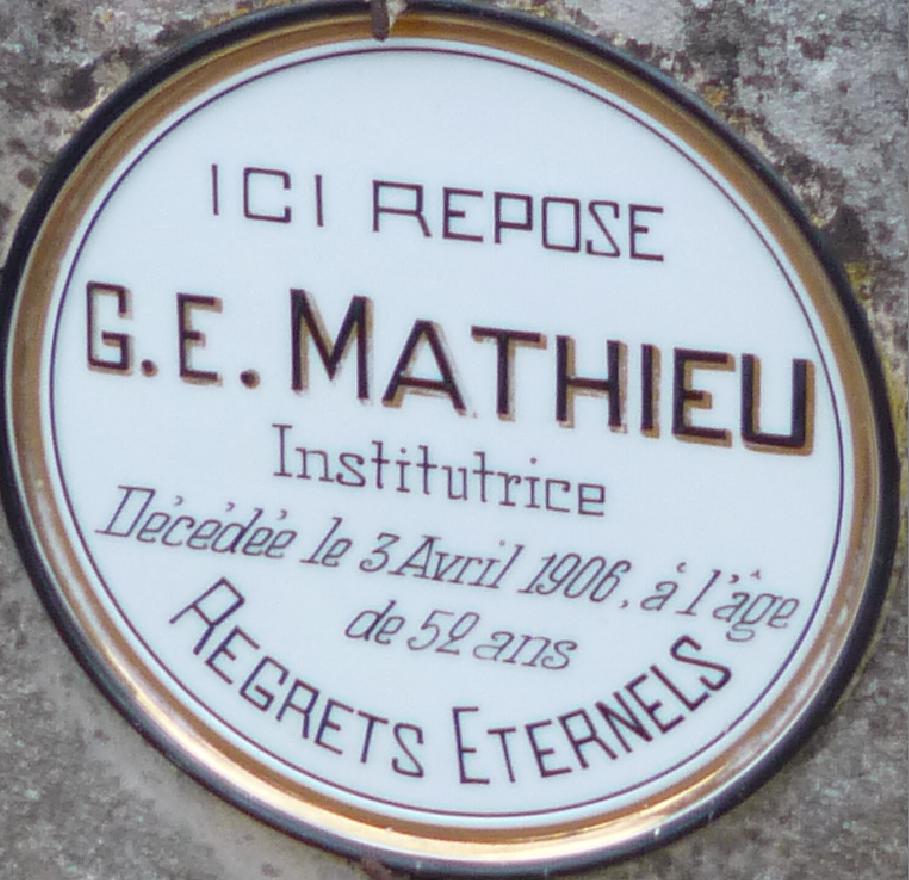 ICI REPOSE
G.E. MATHIEU
Institutrice
Décédée le 3 Avril 1906, à l'âge
de 52 ans
REGRETS ETERNELS